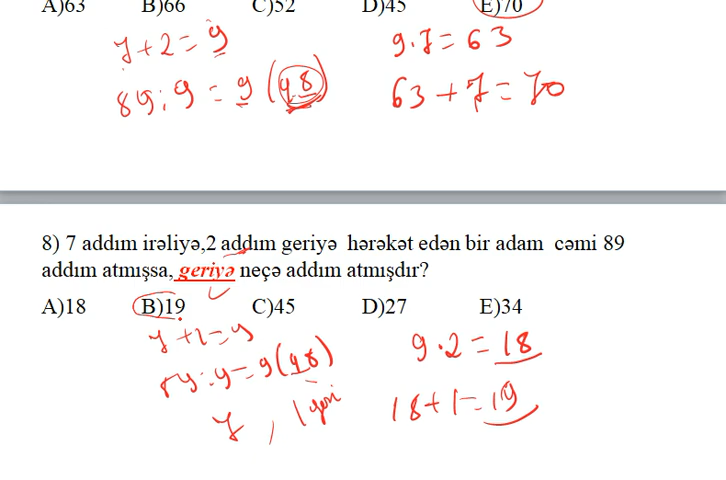 A)63 B)66 C)52 D)45 E)70
7+2=9 9.7=63
89:9=9(q8) 63+7=70
8) 7 addım irəliyə,2 addım geriyə hərəkət edən bir adam cəmi 89
addım atmışsa, geriyə neçə addım atmışdır?
A)18 B)19 C)45 D)27 E)34
7+2=9 9.2=18
89:9=9(q8) 18+1=19
7, 1 geri